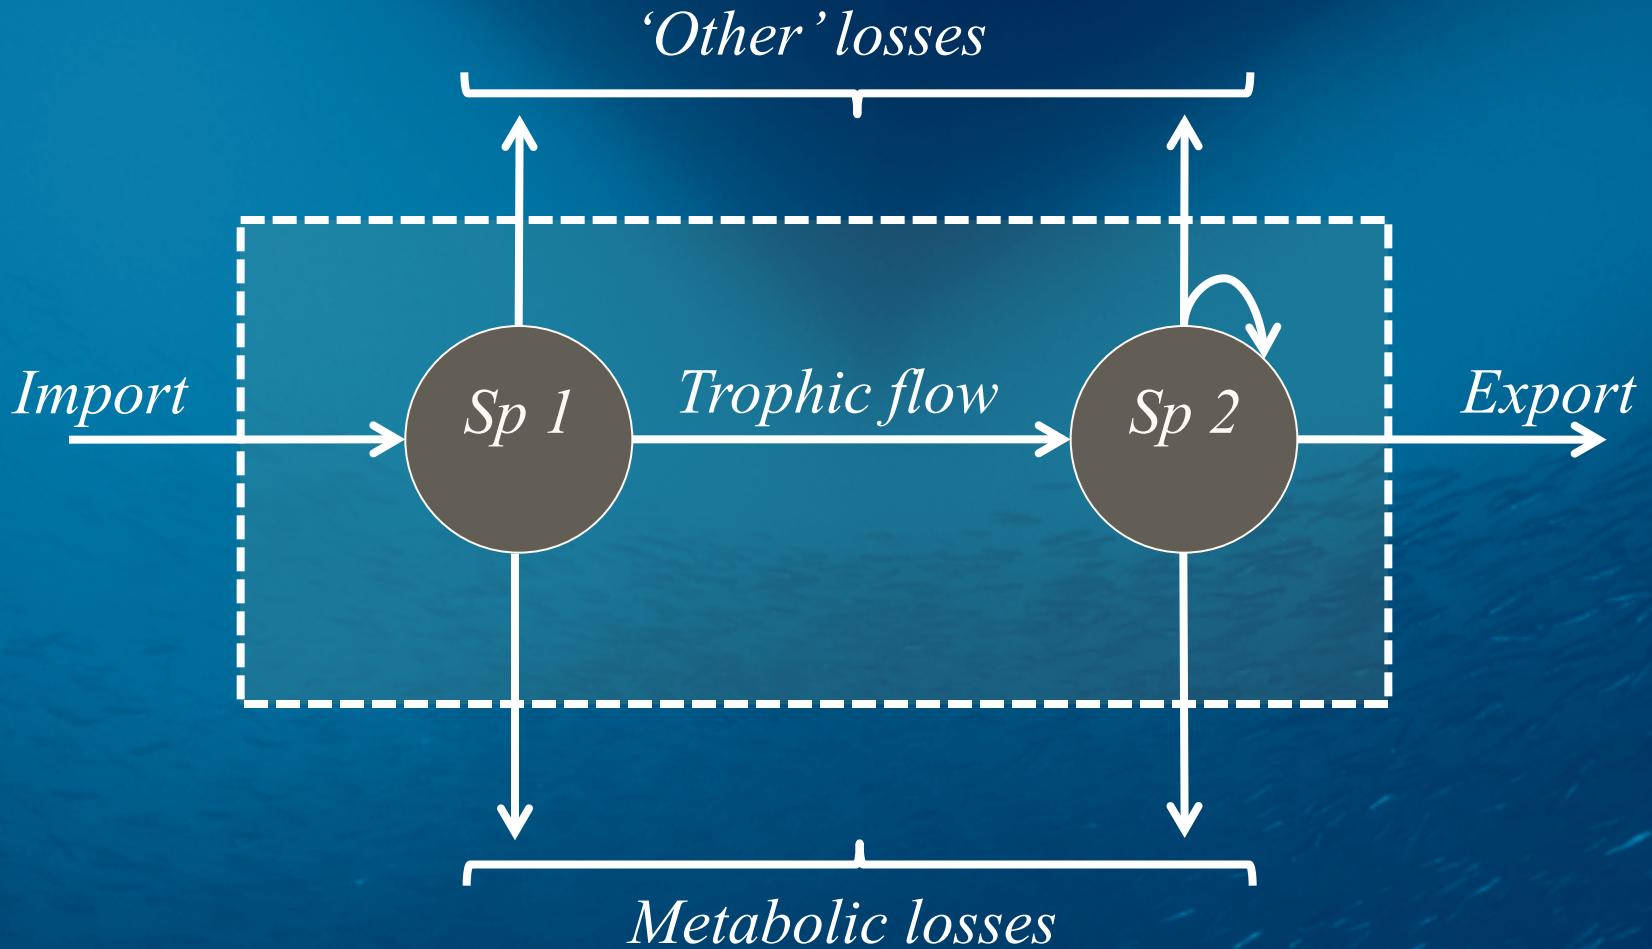 ‘Other’ losses
Import
Sp 1
Trophic flow
Sp 2
Export
Metabolic losses